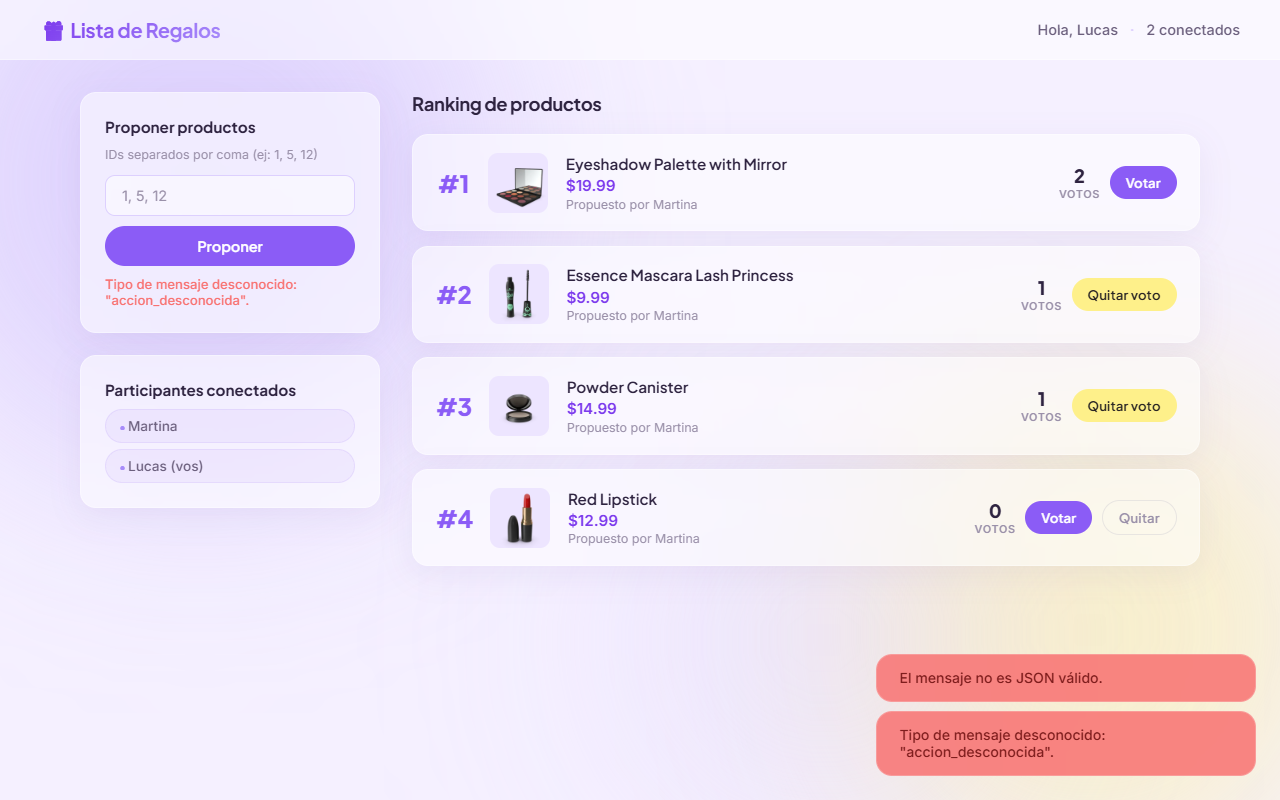 Lista de Regalos
Hola, Lucas · 2 conectados
Proponer productos
IDs separados por coma (ej: 1, 5, 12)
1, 5, 12
Proponer
Tipo de mensaje desconocido:
"accion_desconocida".
Participantes conectados
Martina
Lucas (vos)
Ranking de productos
#1
Eyeshadow Palette with Mirror
$19.99
Propuesto por Martina
2
VOTOS
Votar
#2
Essence Mascara Lash Princess
$9.99
Propuesto por Martina
1
VOTOS
Quitar voto
#3
Powder Canister
$14.99
Propuesto por Martina
1
VOTOS
Quitar voto
#4
Red Lipstick
$12.99
Propuesto por Martina
0
VOTOS
Votar
Quitar
El mensaje no es JSON válido.
Tipo de mensaje desconocido:
"accion_desconocida".